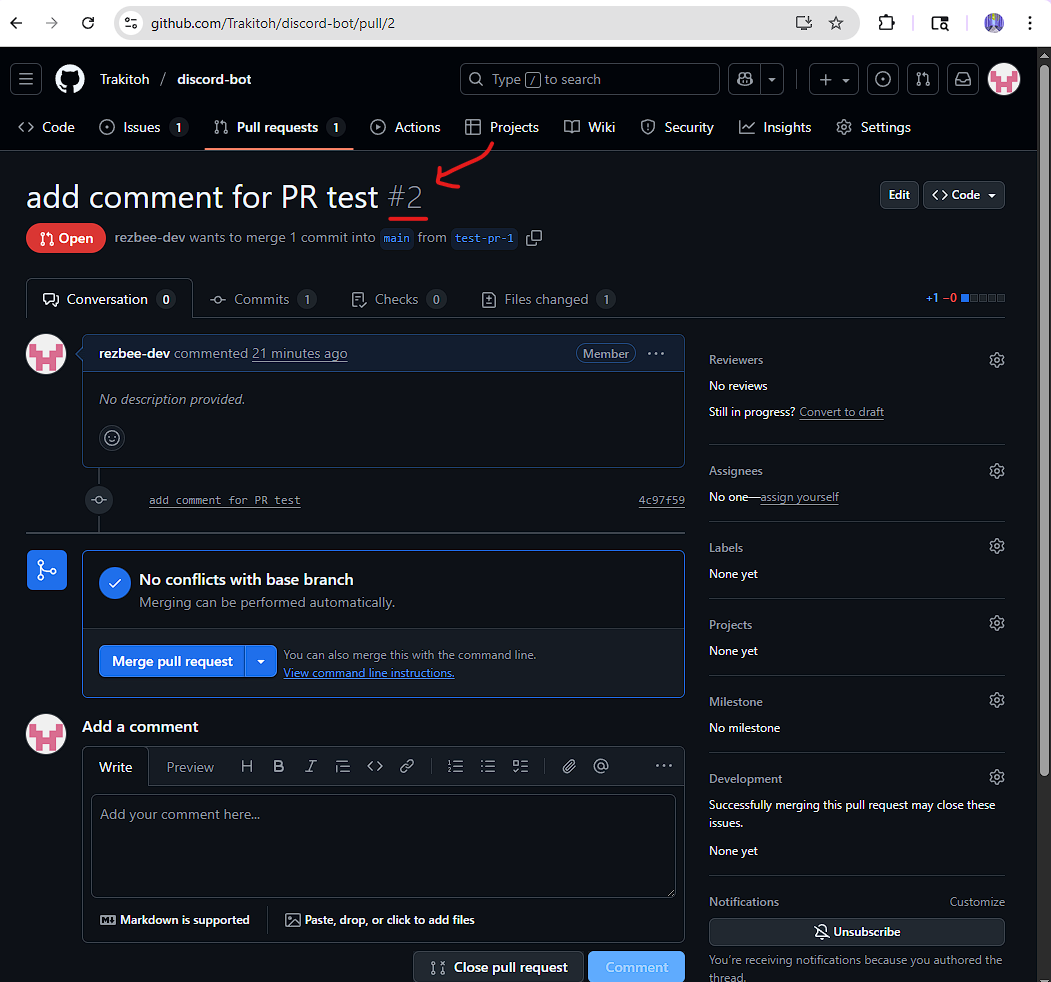 github.com/Trakitoh/discord-bot/pull/2
Trakitoh / discord-bot
Type / to search
Code
Issues 1
Pull requests 1
Actions
Projects
Wiki
Security
Insights
Settings
add comment for PR test #2
Edit
Code
Open
rezbee-dev wants to merge 1 commit into main from test-pr-1
Conversation 0
Commits 1
Checks 0
Files changed 1
+1 −0
rezbee-dev commented 21 minutes ago
Member
No description provided.
add comment for PR test
4c97f59
No conflicts with base branch
Merging can be performed automatically.
Merge pull request
You can also merge this with the command line.
View command line instructions.
Add a comment
Write
Preview
Add your comment here...
Markdown is supported
Paste, drop, or click to add files
Close pull request
Comment
Reviewers
No reviews
Still in progress? Convert to draft
Assignees
No one—assign yourself
Labels
None yet
Projects
None yet
Milestone
No milestone
Development
Successfully merging this pull request may close these
issues.
None yet
Notifications
Customize
Unsubscribe
You're receiving notifications because you authored the
thread.